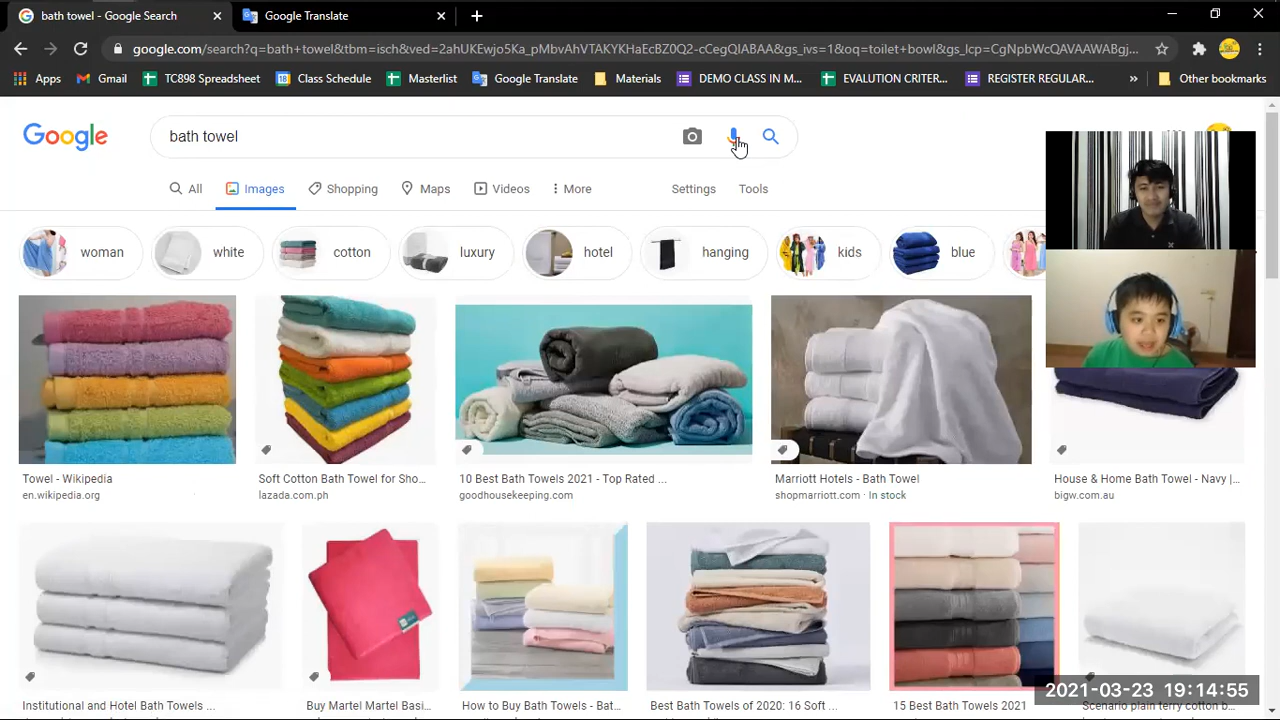 bath towel - Google Search
Google Translate
google.com/search?q=bath+towel&tbm=isch&ved=2ahUKEwjo5Ka_pMbvAhVTAKYKHaEcBZ0Q2-cCegQIABAA&gs_ivs=1&oq=toilet+bowl&gs_lcp=CgNpbWcQAVAAWABgj...
Apps
Gmail
TC898 Spreadsheet
Class Schedule
Masterlist
Google Translate
Materials
DEMO CLASS IN M...
EVALUTION CRITER...
REGISTER REGULAR...
»
Other bookmarks
Google
bath towel
All
Images
Shopping
Maps
Videos
More
Settings
Tools
woman
white
cotton
luxury
hotel
hanging
kids
blue
Towel - Wikipedia
en.wikipedia.org
Soft Cotton Bath Towel for Sho...
lazada.com.ph
10 Best Bath Towels 2021 - Top Rated ...
goodhousekeeping.com
Marriott Hotels - Bath Towel
shopmarriott.com · In stock
House & Home Bath Towel - Navy |...
bigw.com.au
Institutional and Hotel Bath Towels ...
Buy Martel Martel Basi...
How to Buy Bath Towels - Bat...
Best Bath Towels of 2020: 16 Soft ...
15 Best Bath Towels 2021
Scenario plain terry cotton b...
2021-03-23 19:14:55